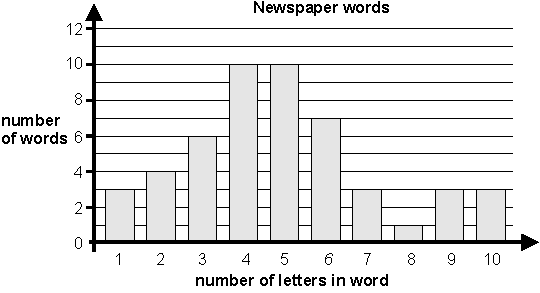 Newspaper words
12
10
8
6
4
2
0
number
of words
1 2 3 4 5 6 7 8 9 10
number of letters in word